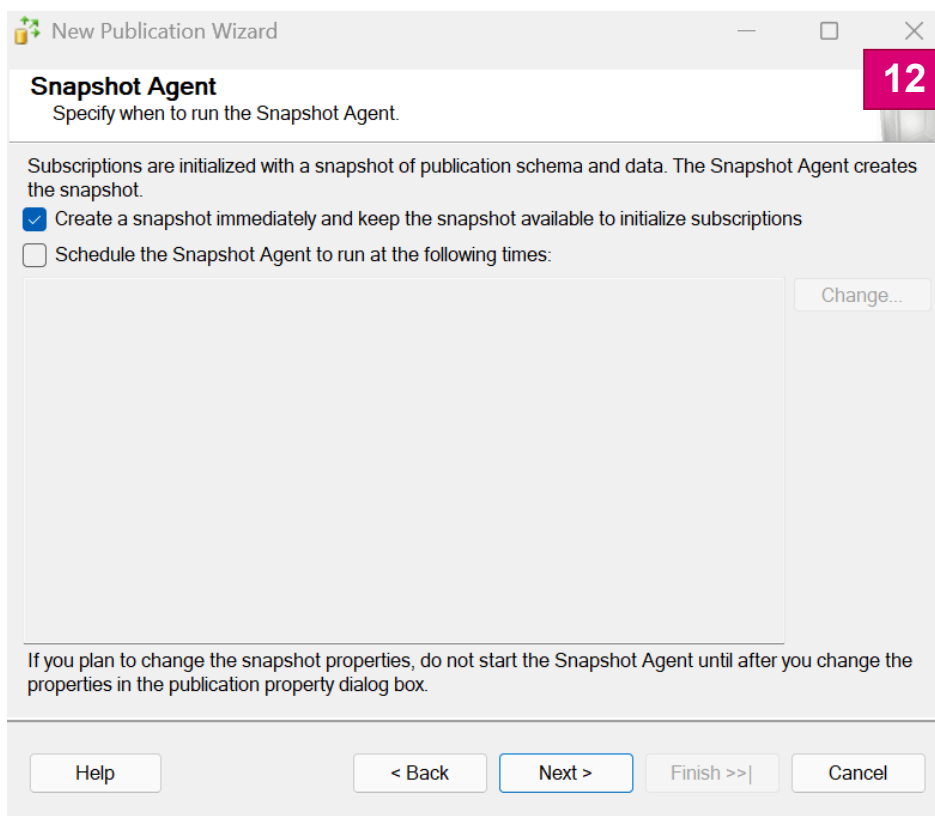 New Publication Wizard
12
Snapshot Agent
Specify when to run the Snapshot Agent.
Subscriptions are initialized with a snapshot of publication schema and data. The Snapshot Agent creates
the snapshot.
Create a snapshot immediately and keep the snapshot available to initialize subscriptions
Schedule the Snapshot Agent to run at the following times:
Change...
If you plan to change the snapshot properties, do not start the Snapshot Agent until after you change the
properties in the publication property dialog box.
Help
< Back
Next >
Finish >>|
Cancel